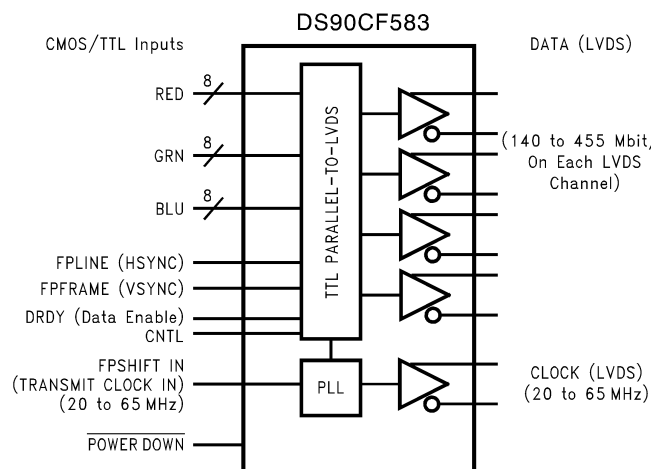 DS90CF583
CMOS/TTL Inputs
DATA (LVDS)
RED
8
GRN
8
BLU
8
TTL PARALLEL-TO-LVDS
(140 to 455 Mbit/
On Each LVDS
Channel)
FPLINE (HSYNC)
FPFRAME (VSYNC)
DRDY (Data Enable)
CNTL
FPSHIFT IN
(TRANSMIT CLOCK IN)
(20 to 65 MHz)
PLL
CLOCK (LVDS)
(20 to 65 MHz)
POWER DOWN